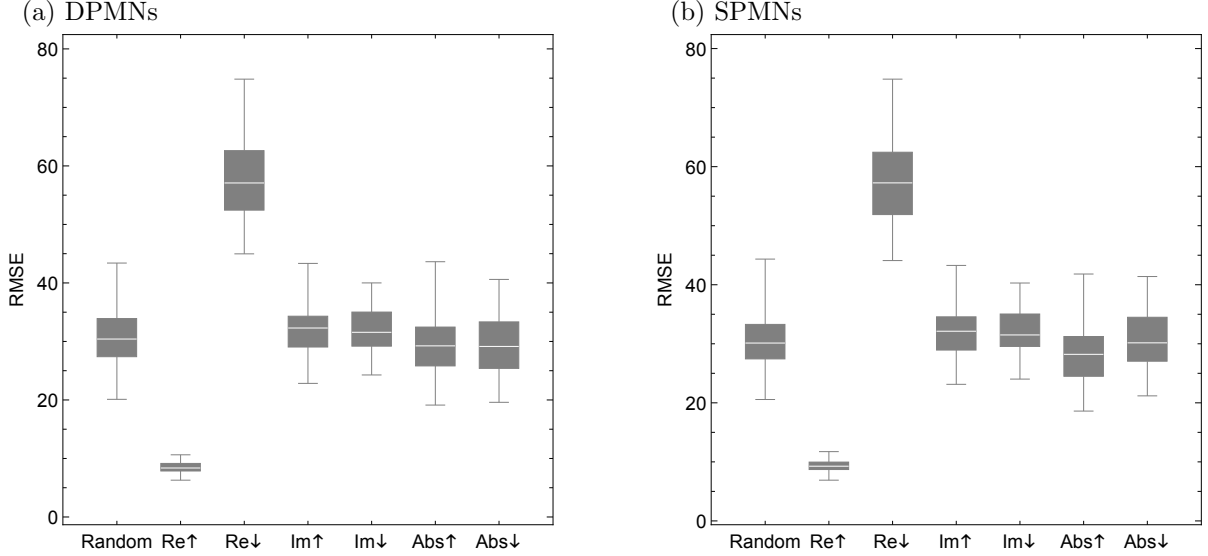 (a) DPMNs
80
60
40
20
0
RMSE
Random Re↑ Re↓ Im↑ Im↓ Abs↑ Abs↓
(b) SPMNs
80
60
40
20
0
RMSE
Random Re↑ Re↓ Im↑ Im↓ Abs↑ Abs↓